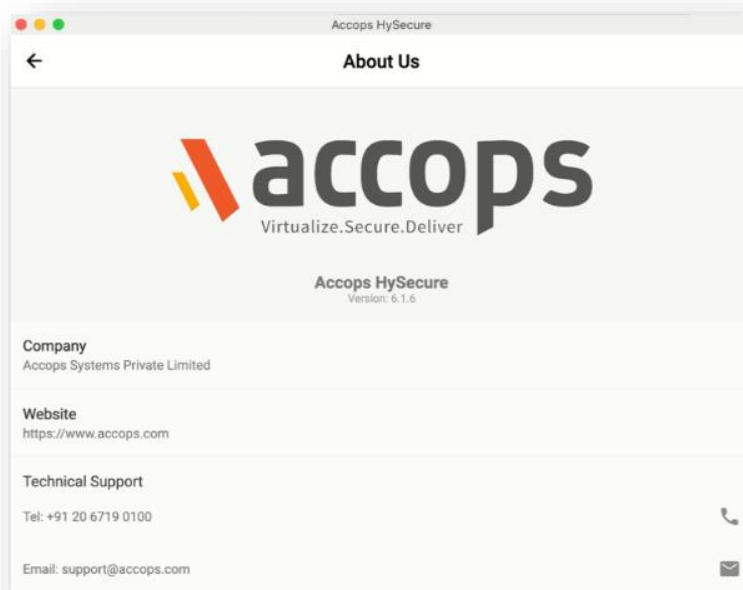 Accops HySecure
About Us
accops
Virtualize.Secure.Deliver
Accops HySecure
Version: 6.1.6
Company
Accops Systems Private Limited
Website
https://www.accops.com
Technical Support
Tel: +91 20 6719 0100
Email: support@accops.com